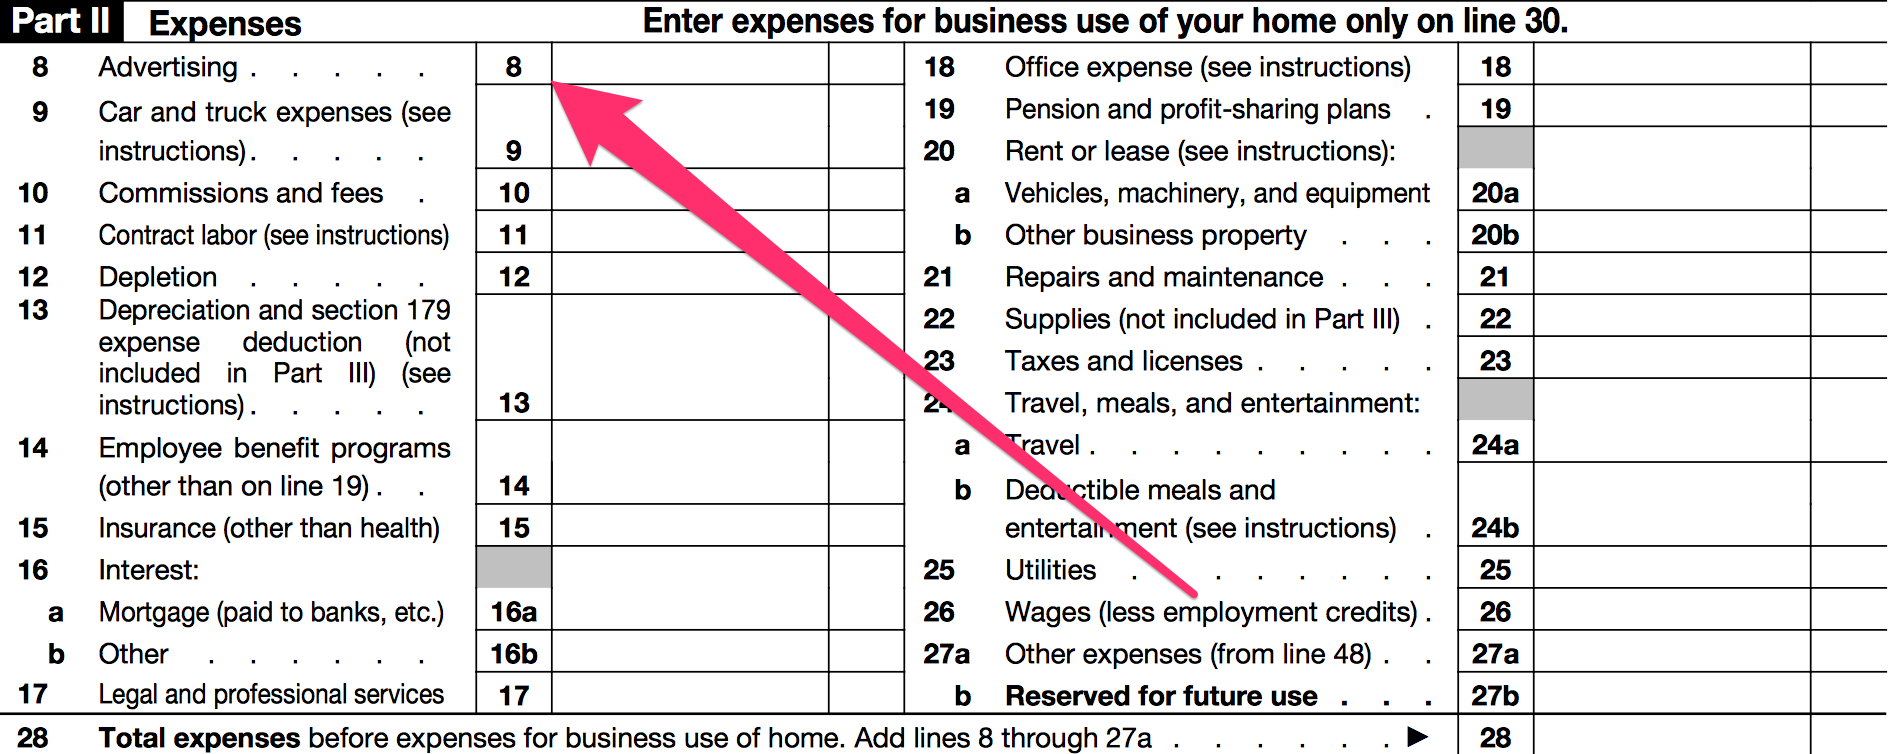 Part II Expenses Enter expenses for business use of your home only on line 30.
8 Advertising . . . . . 8
9 Car and truck expenses (see
instructions) . . . . . 9
10 Commissions and fees . 10
11 Contract labor (see instructions) 11
12 Depletion . . . . . 12
13 Depreciation and section 179
expense deduction (not
included in Part III) (see
instructions) . . . . . 13
14 Employee benefit programs
(other than on line 19) . . 14
15 Insurance (other than health) 15
16 Interest:
a Mortgage (paid to banks, etc.) 16a
b Other . . . . . . 16b
17 Legal and professional services 17
18 Office expense (see instructions) 18
19 Pension and profit-sharing plans . 19
20 Rent or lease (see instructions):
a Vehicles, machinery, and equipment 20a
b Other business property . . . 20b
21 Repairs and maintenance . . . 21
22 Supplies (not included in Part III) . 22
23 Taxes and licenses . . . . . 23
24 Travel, meals, and entertainment:
a Travel . . . . . . . . . 24a
b Deductible meals and
entertainment (see instructions) . 24b
25 Utilities . . . . . . . . 25
26 Wages (less employment credits) . 26
27a Other expenses (from line 48) . . 27a
b Reserved for future use . . . 27b
28 Total expenses before expenses for business use of home. Add lines 8 through 27a . . . . . . ▶ 28